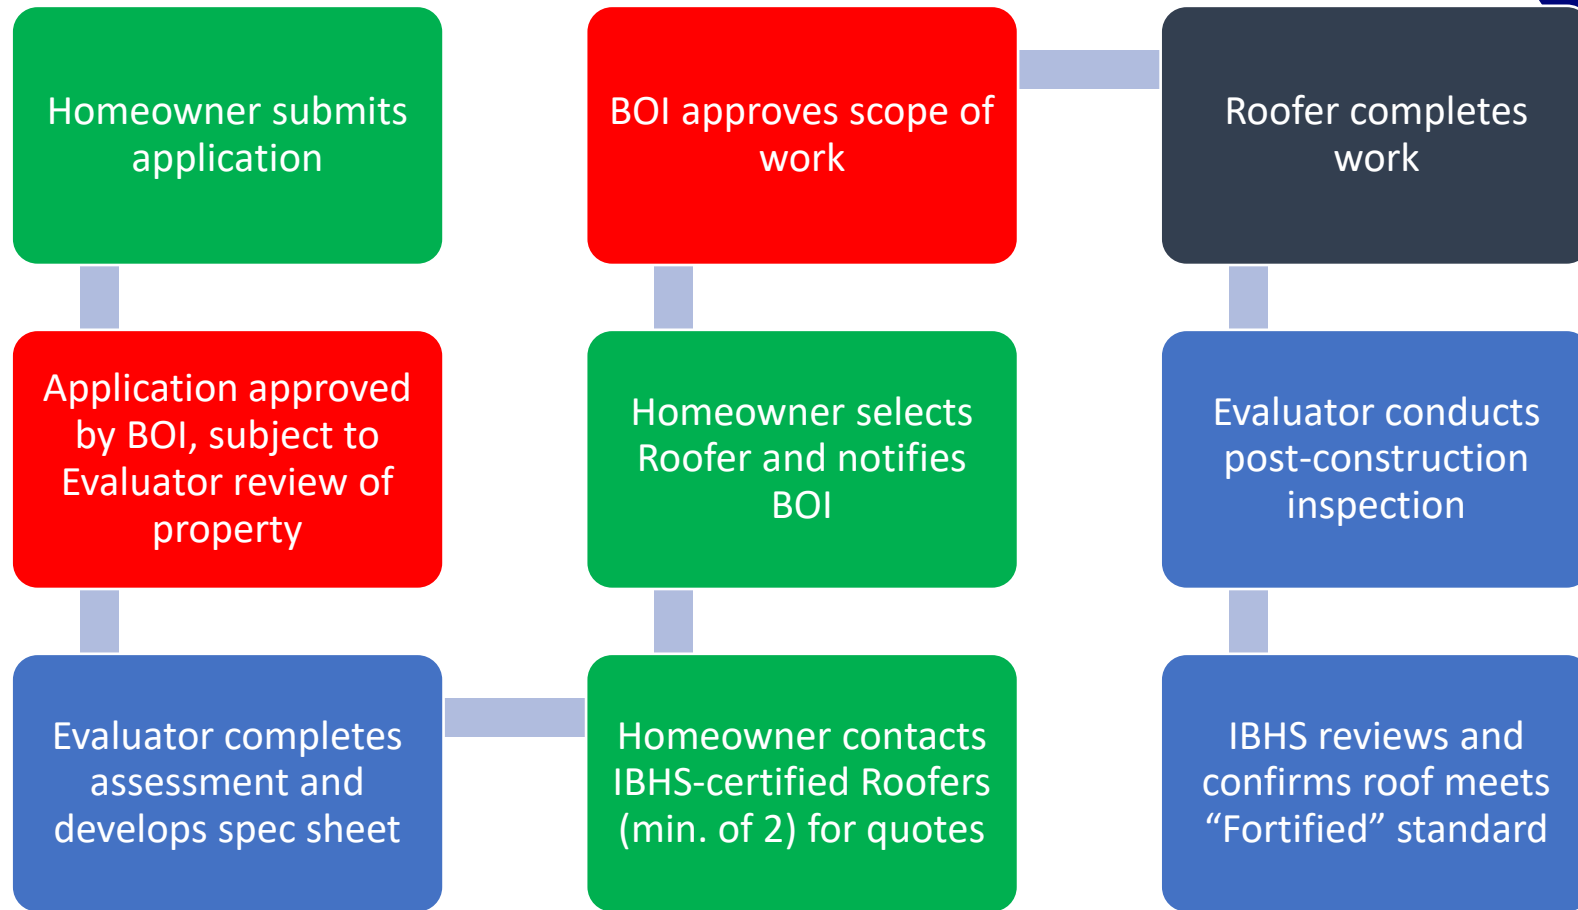 Homeowner submits
application
Application approved
by BOI, subject to
Evaluator review of
property
Evaluator completes
assessment and
develops spec sheet
Homeowner contacts
IBHS-certified Roofers
(min. of 2) for quotes
Homeowner selects
Roofer and notifies
BOI
BOI approves scope of
work
Roofer completes
work
Evaluator conducts
post-construction
inspection
IBHS reviews and
confirms roof meets
“Fortified” standard